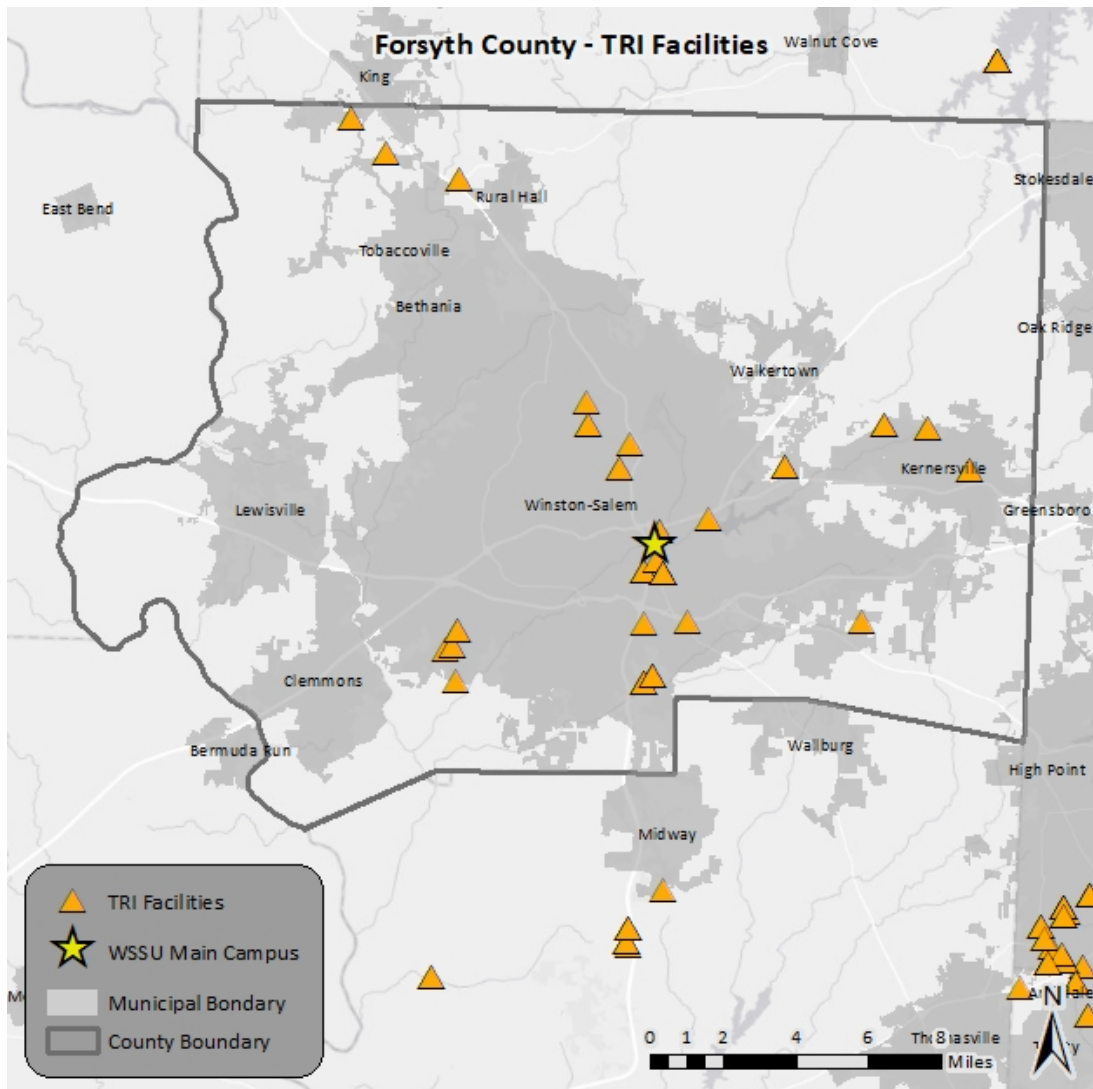 Forsyth County - TRI Facilities
Walnut Cove
King
Stokesdale
East Bend
Rural Hall
Tobaccoville
Bethania
Oak Ridge
Walkertown
Kernersville
Winston-Salem
Lewisville
Greensboro
Clemmons
Bermuda Run
Wallburg
High Point
Midway
TRI Facilities
WSSU Main Campus
Municipal Bondary
County Boundary
N
0 1 2 4 6 8
Miles